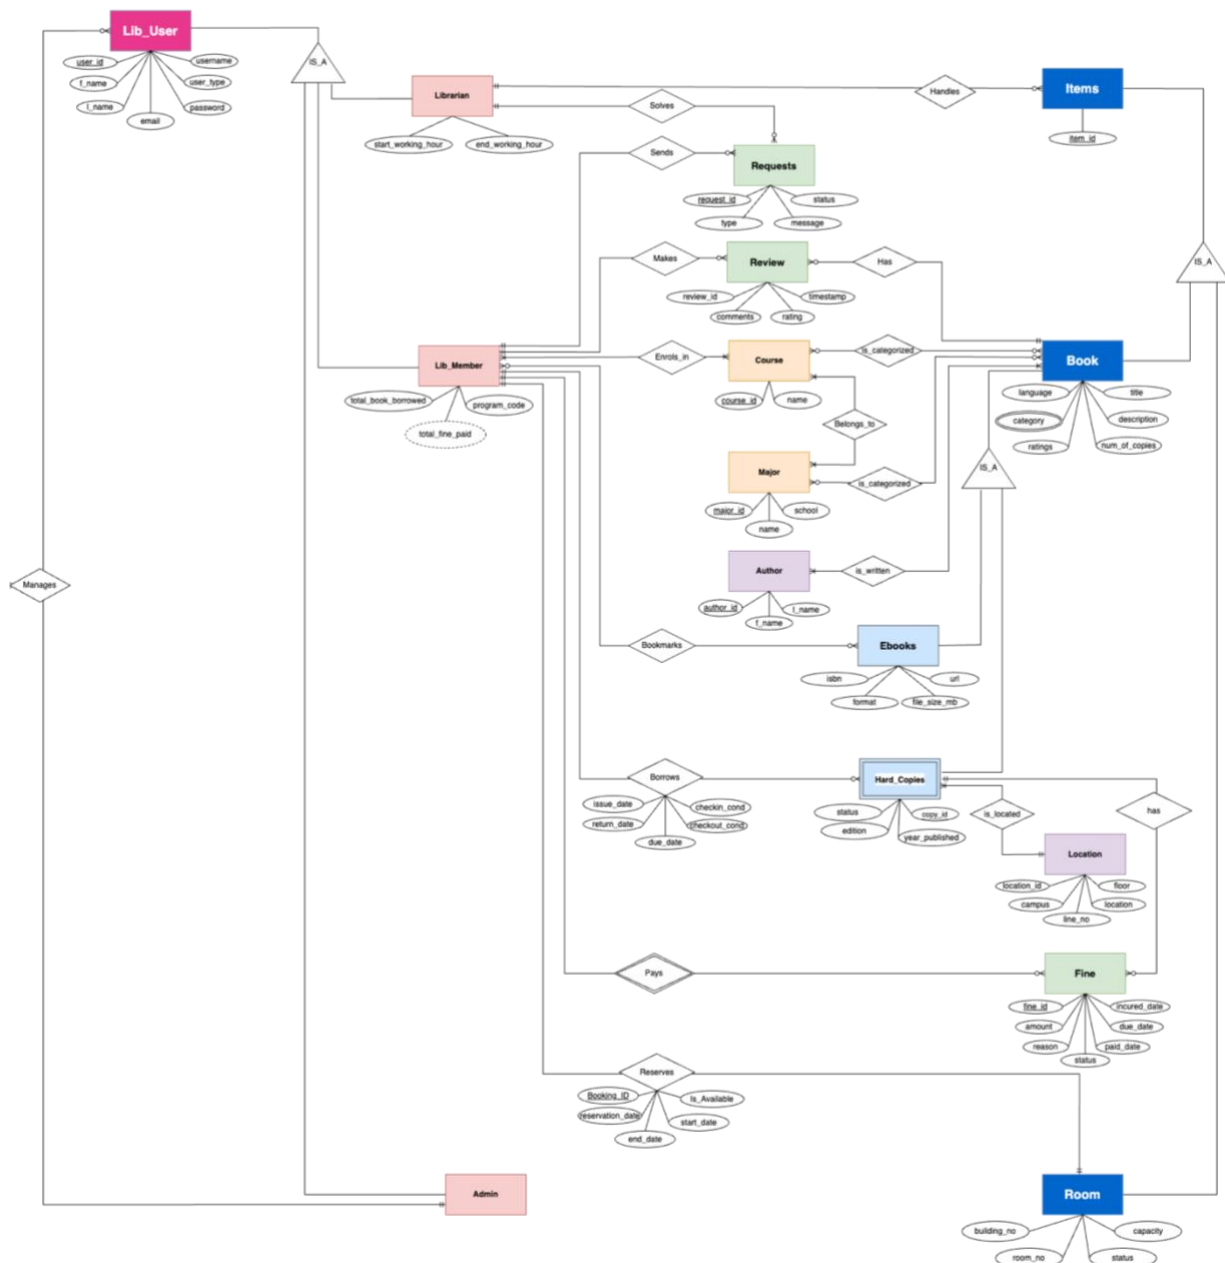 Lib_User
user_id
username
f_name
user_type
l_name
password
email
IS_A
Librarian
start_working_hour
end_working_hour
Handles
Items
item_id
Solves
Sends
Requests
request_id
status
type
message
Makes
Review
Has
review_id
timestamp
comments
rating
IS_A
Lib_Member
total_book_borrowed
program_code
total_fine_paid
Enrols_in
Course
is_categorized
course_id
name
Belongs_to
Book
language
title
category
description
ratings
num_of_copies
Major
is_categorized
major_id
school
name
IS_A
Author
is_written
author_id
l_name
f_name
Manages
Bookmarks
Ebooks
isbn
url
format
file_size_mb
Borrows
issue_date
checkin_cond
return_date
checkout_cond
due_date
Hard_Copies
status
copy_id
edition
year_published
is_located
has
Location
location_id
floor
campus
location
line_no
Pays
Fine
fine_id
incured_date
amount
due_date
reason
paid_date
status
Reserves
Booking_ID
Is_Available
reservation_date
start_date
end_date
Admin
Room
building_no
capacity
room_no
status